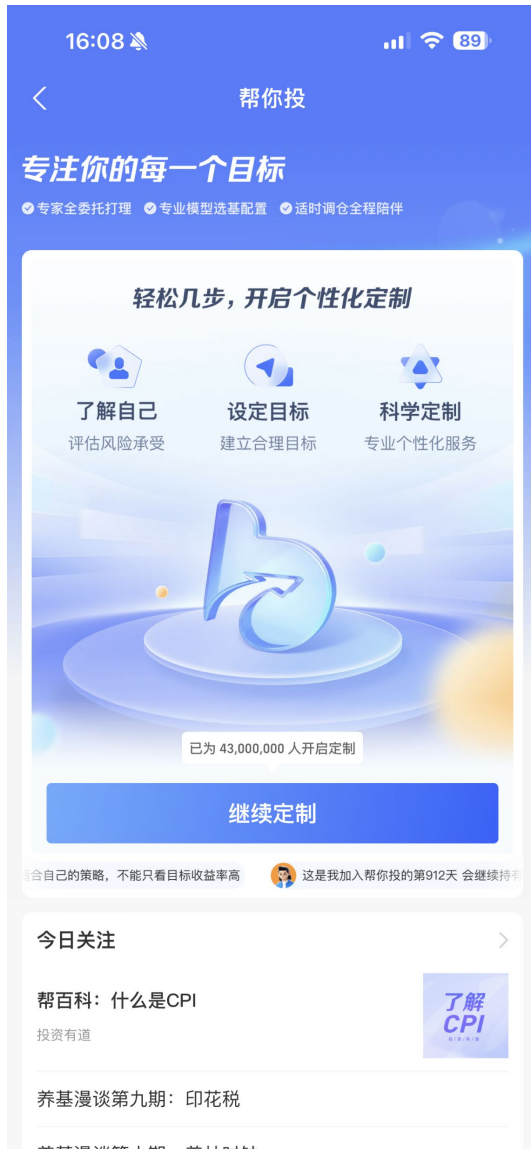 16:08
89
帮你投
专注你的每一个目标
专家全委托打理 专业模型选基配置 适时调仓全程陪伴
轻松几步，开启个性化定制
了解自己 设定目标 科学定制
评估风险承受 建立合理目标 专业个性化服务
已为 43,000,000 人开启定制
继续定制
合自己的策略，不能只看目标收益率高 这是我加入帮你投的第912天 会继续持有
今日关注
帮百科：什么是CPI
投资有道
了解
CPI
养基漫谈第九期：印花税